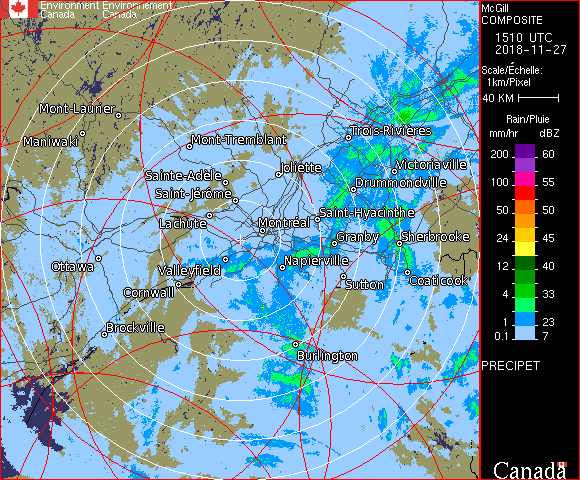 Environment Environnement
Canada Canada
McGill
COMPOSITE
1510 UTC
2018-11-27
Scale/Échelle:
1km/Pixel
40 KM
Rain/Pluie
mm/hr dBZ
200 60
100 55
50 50
24 45
12 40
4 33
1 23
0.1 7
PRECIPET
Canada
Mont-Laurier
Maniwaki
Mont-Tremblant
Trois-Rivières
Joliette
Victoriaville
Sainte-Adèle
Drummondville
Saint-Jérôme
Saint-Hyacinthe
Lachute
Montréal
Granby
Sherbrooke
Ottawa
Valleyfield
Napierville
Coaticook
Sutton
Cornwall
Brockville
Burlington